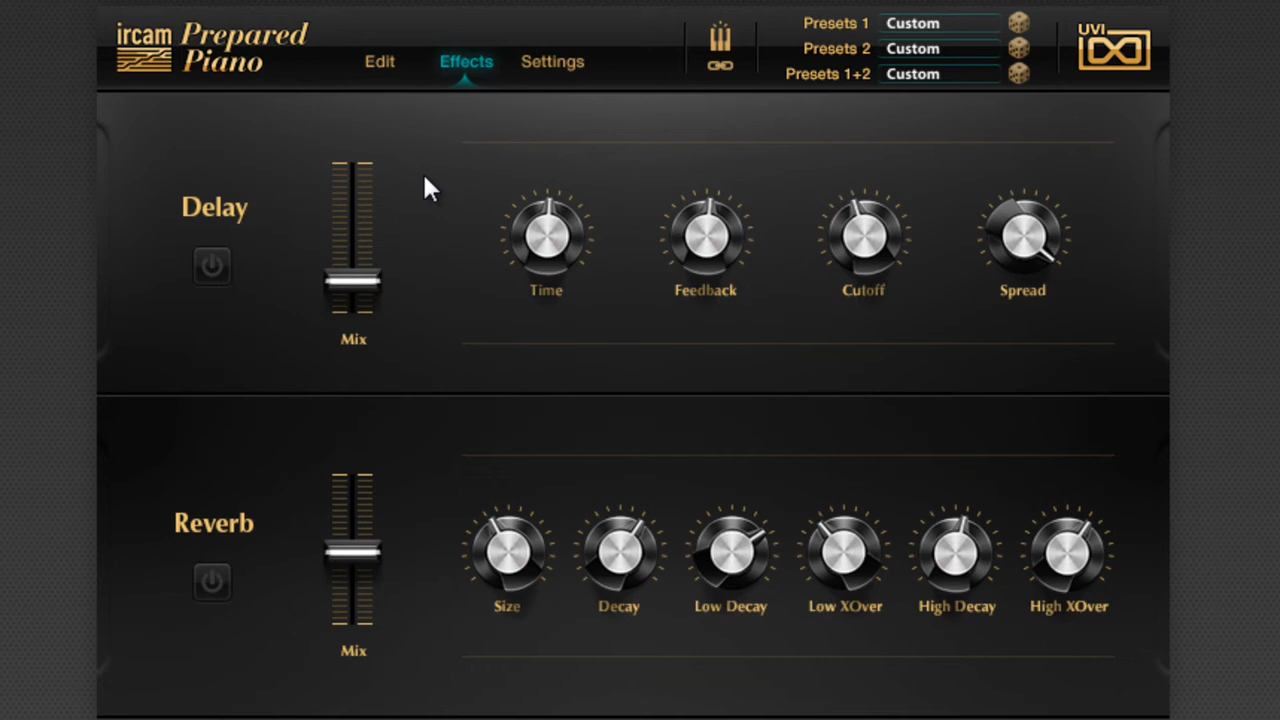 ircam Prepared Piano
Edit
Effects
Settings
Presets 1 Custom
Presets 2 Custom
Presets 1+2 Custom
UVI
Delay
Mix
Time
Feedback
Cutoff
Spread
Reverb
Mix
Size
Decay
Low Decay
Low XOver
High Decay
High XOver